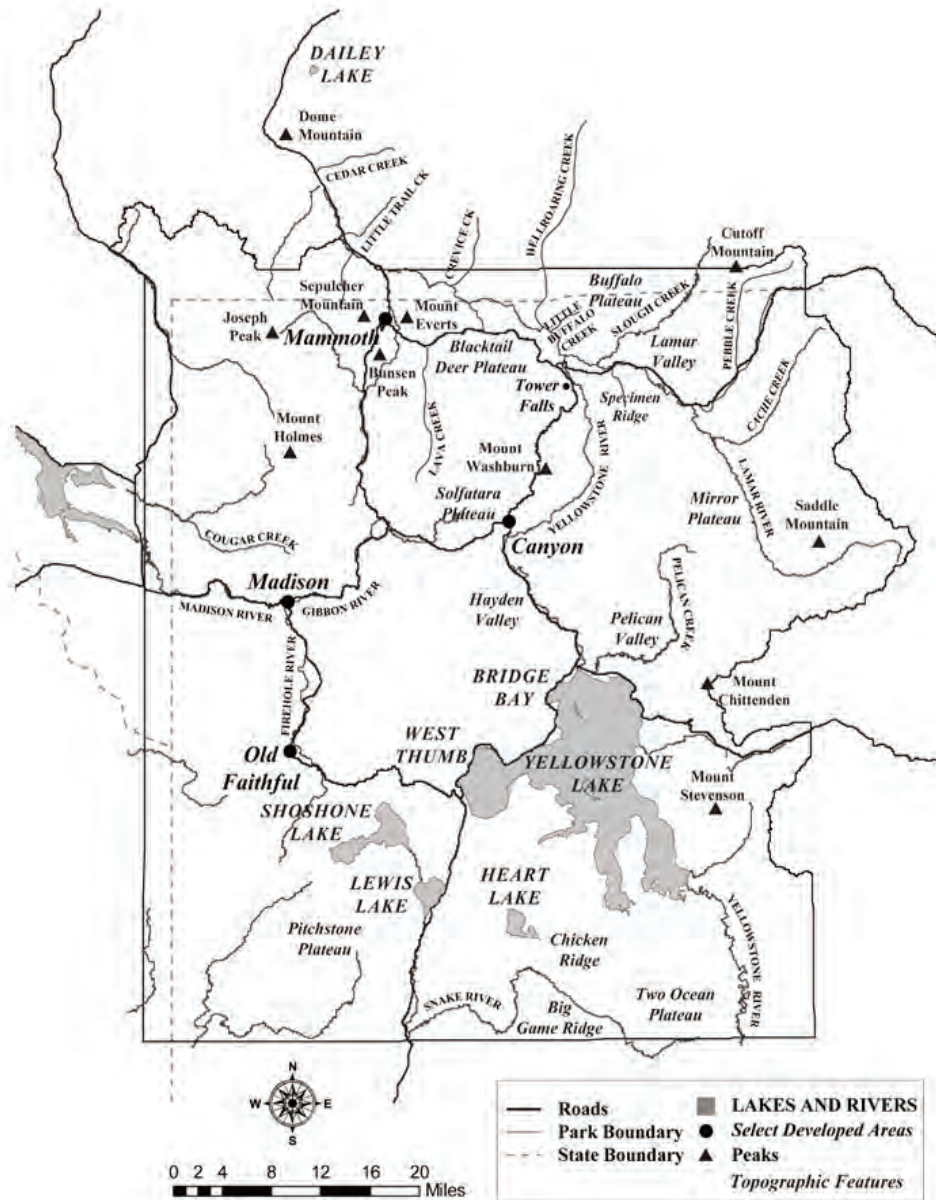 DAILEY
LAKE
Dome
Mountain
CEDAR CREEK
LITTLE TRAIL CK
CREVICE CK
HELLROARING CREEK
Cutoff
Mountain
Buffalo
Plateau
Sepulcher
Mountain
Joseph
Peak
Mammoth
Mount
Everts
LITTLE
BUFFALO
CREEK
SLOUGH CREEK
PEBBLE CREEK
Blacktail
Deer Plateau
Lamar
Valley
Bunsen
Peak
Tower
Falls
Specimen
Ridge
CACHE CREEK
Mount
Holmes
LAVA CREEK
Mount
Washburn
YELLOWSTONE RIVER
LAMAR RIVER
Solfatara
Plateau
Mirror
Plateau
Saddle
Mountain
COUGAR CREEK
Canyon
Madison
MADISON RIVER
GIBBON RIVER
Hayden
Valley
Pelican
Valley
PELICAN CREEK
FIREHOLE RIVER
BRIDGE
BAY
Mount
Chittenden
Old
Faithful
WEST
THUMB
YELLOWSTONE
LAKE
Mount
Stevenson
SHOSHONE
LAKE
LEWIS
LAKE
HEART
LAKE
Pitchstone
Plateau
Chicken
Ridge
YELLOWSTONE RIVER
SNAKE RIVER
Big
Game Ridge
Two Ocean
Plateau
N
W E
S
0 2 4 8 12 16 20
Miles
Roads
Park Boundary
State Boundary
LAKES AND RIVERS
Select Developed Areas
Peaks
Topographic Features